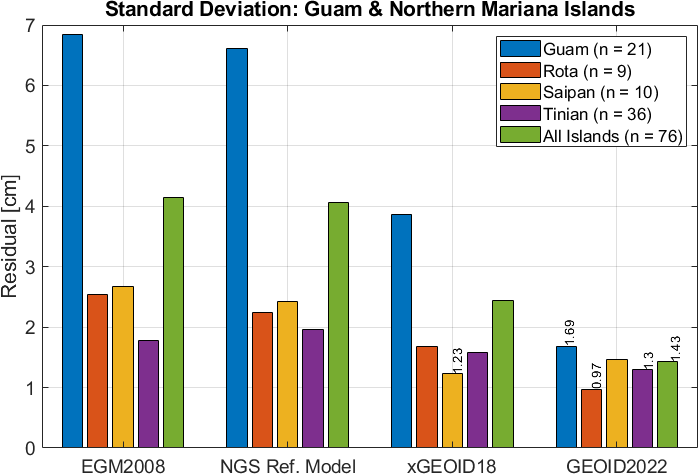 Standard Deviation: Guam & Northern Mariana Islands
7
6
5
4
3
2
1
0
Residual [cm]
Guam (n = 21)
Rota (n = 9)
Saipan (n = 10)
Tinian (n = 36)
All Islands (n = 76)
1.23
1.69
0.97
1.3
1.43
EGM2008
NGS Ref. Model
xGEOID18
GEOID2022